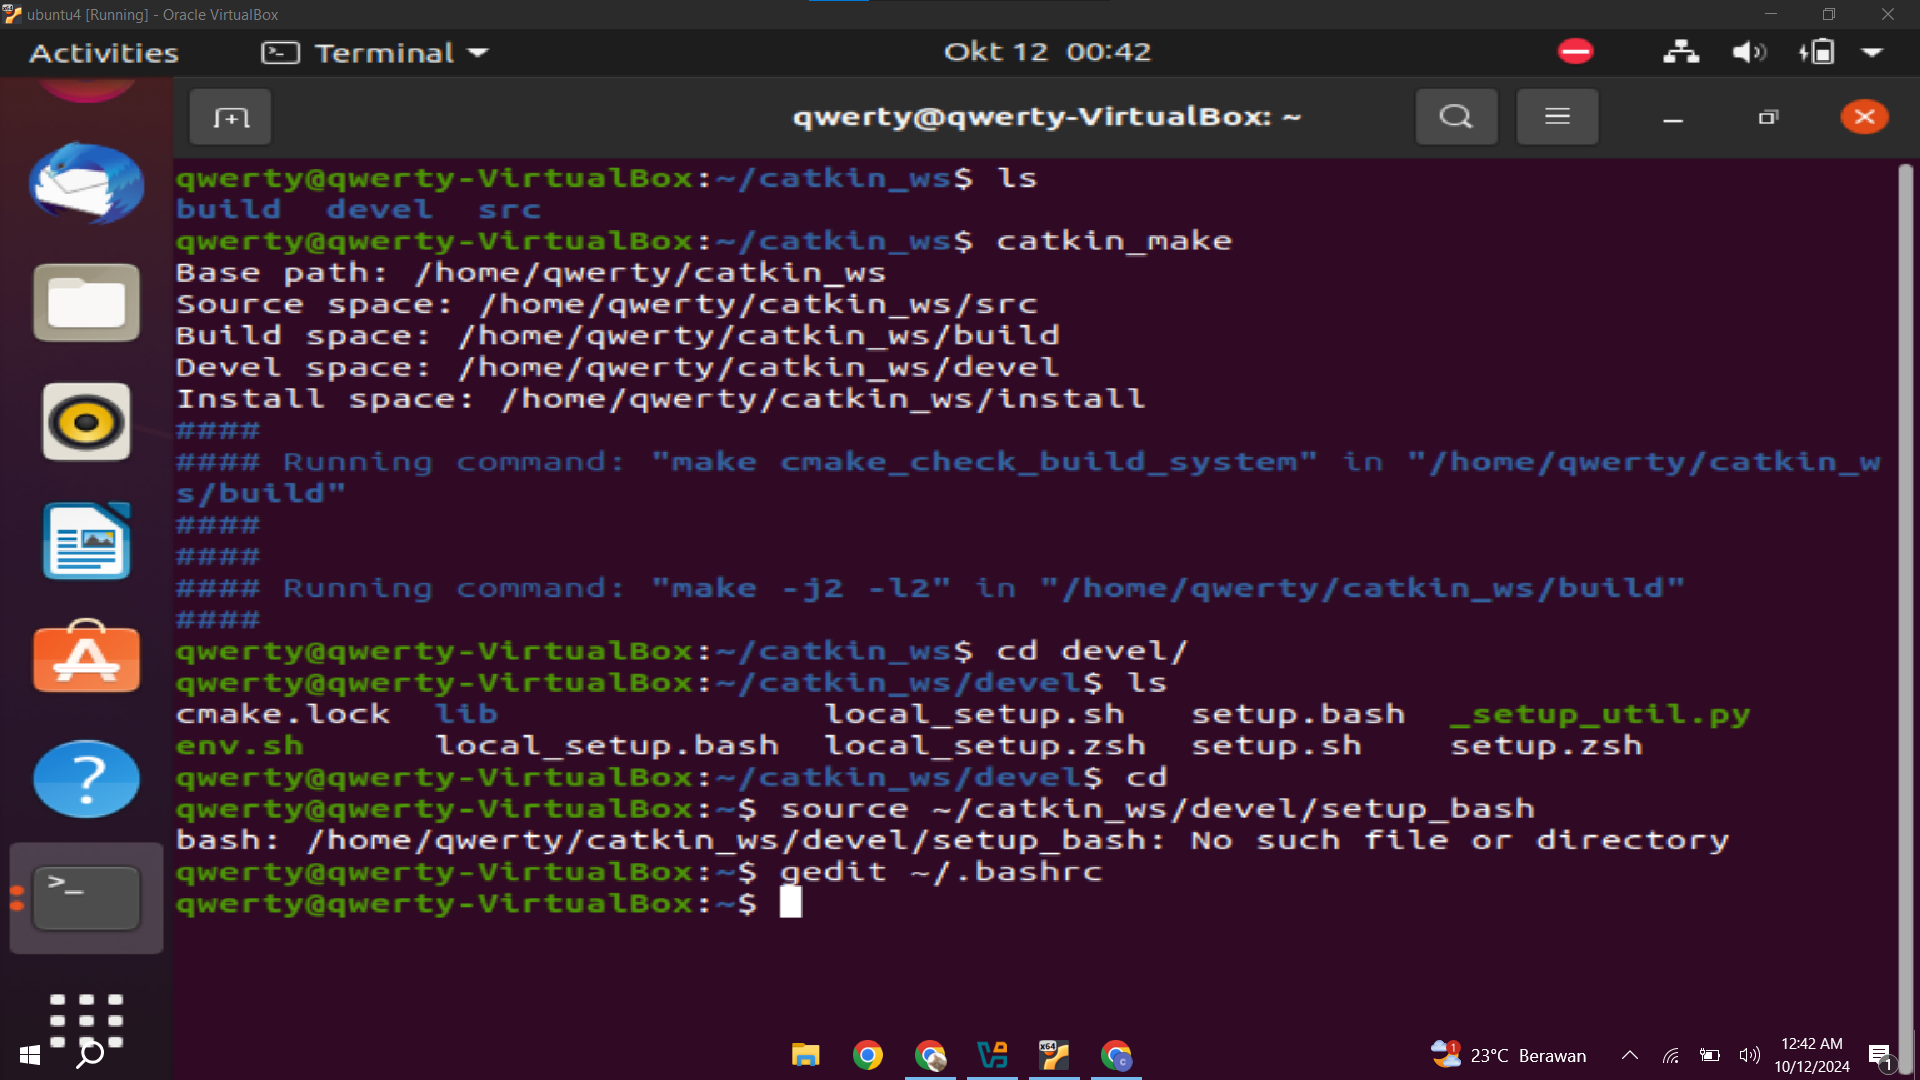 ubuntu4 [Running] - Oracle VirtualBox
Activities
Terminal
Okt 12 00:42
qwerty@qwerty-VirtualBox: ~
qwerty@qwerty-VirtualBox:~/catkin_ws$ ls
build devel src
qwerty@qwerty-VirtualBox:~/catkin_ws$ catkin_make
Base path: /home/qwerty/catkin_ws
Source space: /home/qwerty/catkin_ws/src
Build space: /home/qwerty/catkin_ws/build
Devel space: /home/qwerty/catkin_ws/devel
Install space: /home/qwerty/catkin_ws/install
####
#### Running command: "make cmake_check_build_system" in "/home/qwerty/catkin_w
s/build"
####
####
#### Running command: "make -j2 -l2" in "/home/qwerty/catkin_ws/build"
####
qwerty@qwerty-VirtualBox:~/catkin_ws$ cd devel/
qwerty@qwerty-VirtualBox:~/catkin_ws/devel$ ls
cmake.lock lib local_setup.sh setup.bash _setup_util.py
env.sh local_setup.bash local_setup.zsh setup.sh setup.zsh
qwerty@qwerty-VirtualBox:~/catkin_ws/devel$ cd
qwerty@qwerty-VirtualBox:~$ source ~/catkin_ws/devel/setup_bash
bash: /home/qwerty/catkin_ws/devel/setup_bash: No such file or directory
qwerty@qwerty-VirtualBox:~$ gedit ~/.bashrc
qwerty@qwerty-VirtualBox:~$
x64
1
23°C Berawan
12:42 AM
10/12/2024
1